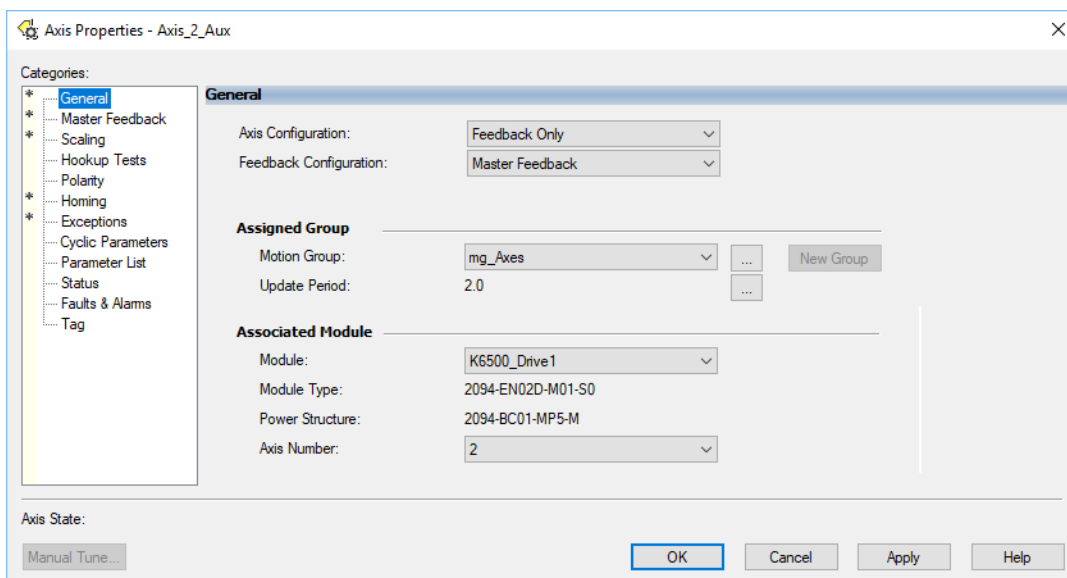 Axis Properties - Axis_2_Aux
Categories:
* General
* Master Feedback
* Scaling
Hookup Tests
Polarity
* Homing
* Exceptions
Cyclic Parameters
Parameter List
Status
Faults & Alarms
Tag
General
Axis Configuration: Feedback Only
Feedback Configuration: Master Feedback
Assigned Group
Motion Group: mg_Axes ... New Group
Update Period: 2.0 ...
Associated Module
Module: K6500_Drive1
Module Type: 2094-EN02D-M01-S0
Power Structure: 2094-BC01-MP5-M
Axis Number: 2
Axis State:
Manual Tune... OK Cancel Apply Help